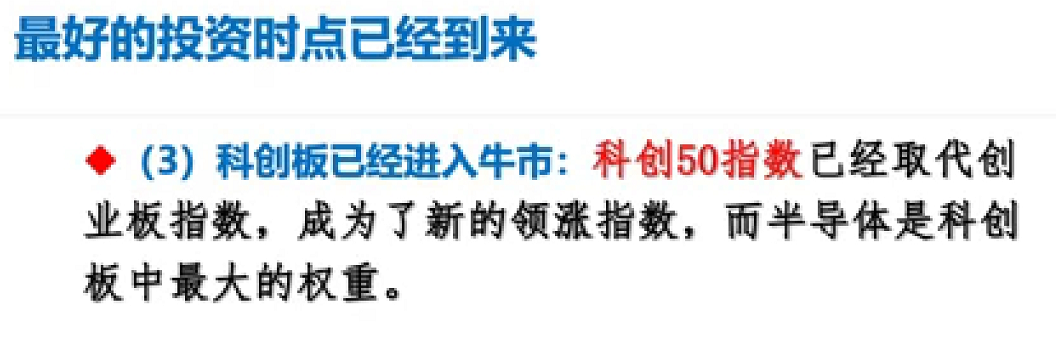 最好的投资时点已经到来
◆（3）科创板已经进入牛市：科创50指数已经取代创
业板指数，成为了新的领涨指数，而半导体是科创
板中最大的权重。